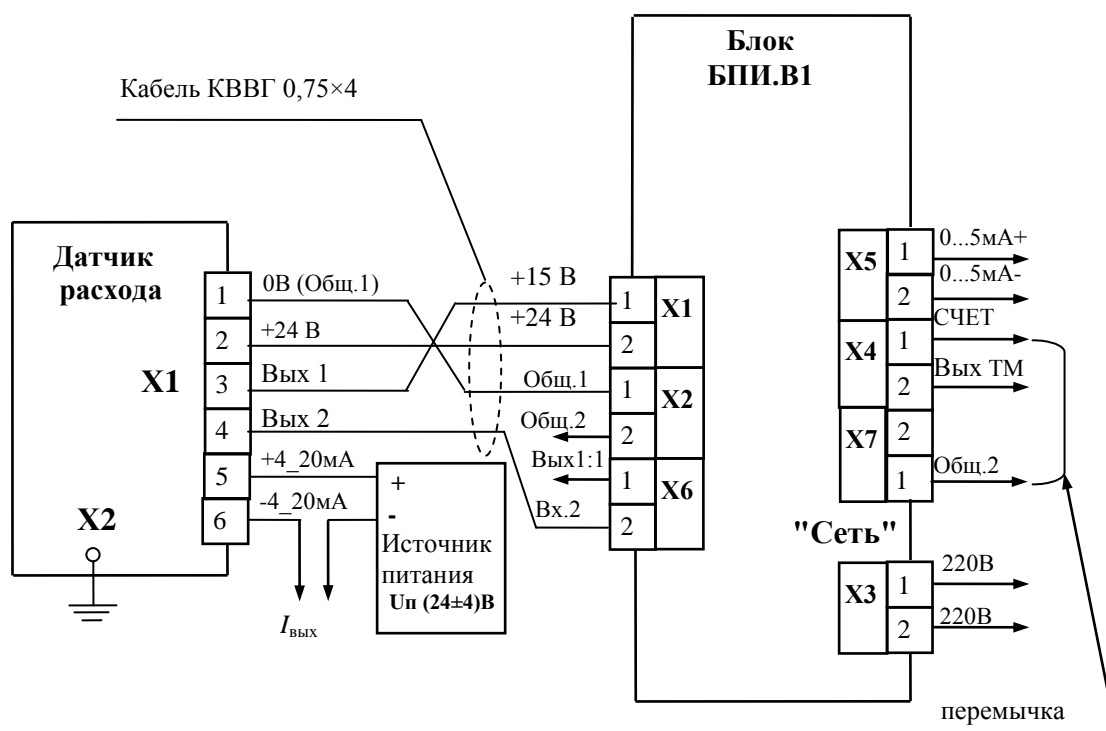 Блок
БПИ.В1
Кабель КВВГ 0,75×4
Датчик
расхода
X1
X2
1
2
3
4
5
6
0В (Общ.1)
+24 В
Вых 1
Вых 2
+4_20мА
-4_20мА
Iвых
+
-
Источник
питания
Uп (24±4)В
+15 В
+24 В
Общ.1
Общ.2
Вых1:1
Вх.2
1
2
1
2
1
2
X1
X2
X6
X5
X4
X7
"Сеть"
X3
1
2
1
2
2
1
1
2
0...5мА+
0...5мА-
СЧЕТ
Вых ТМ
Общ.2
220В
220В
перемычка